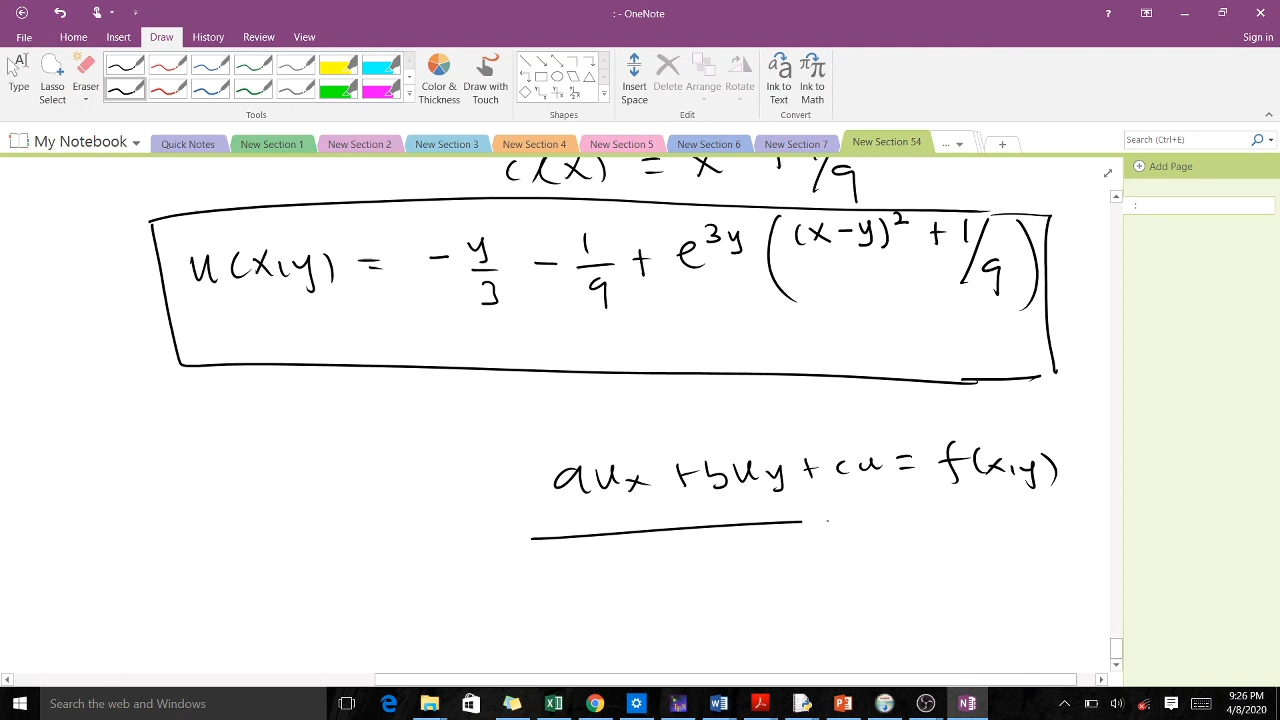 : - OneNote
? 
File Home Insert Draw History Review View Sign in
Type
Lasso Select
Eraser
Color & Thickness
Draw with Touch
Insert Space
Delete
Arrange
Rotate
Ink to Text
Ink to Math
Tools Shapes Edit Convert
My Notebook Quick Notes New Section 1 New Section 2 New Section 3 New Section 4 New Section 5 New Section 6 New Section 7 New Section 54 ... + Search (Ctrl+E)
Add Page
:
c(x) = x + 1/9
u(x,y) = - y/3 - 1/9 + e^3y ((x-y)^2 + 1/9)
aux + buy + cu = f(x,y)
Search the web and Windows
9:26 PM
4/8/2020